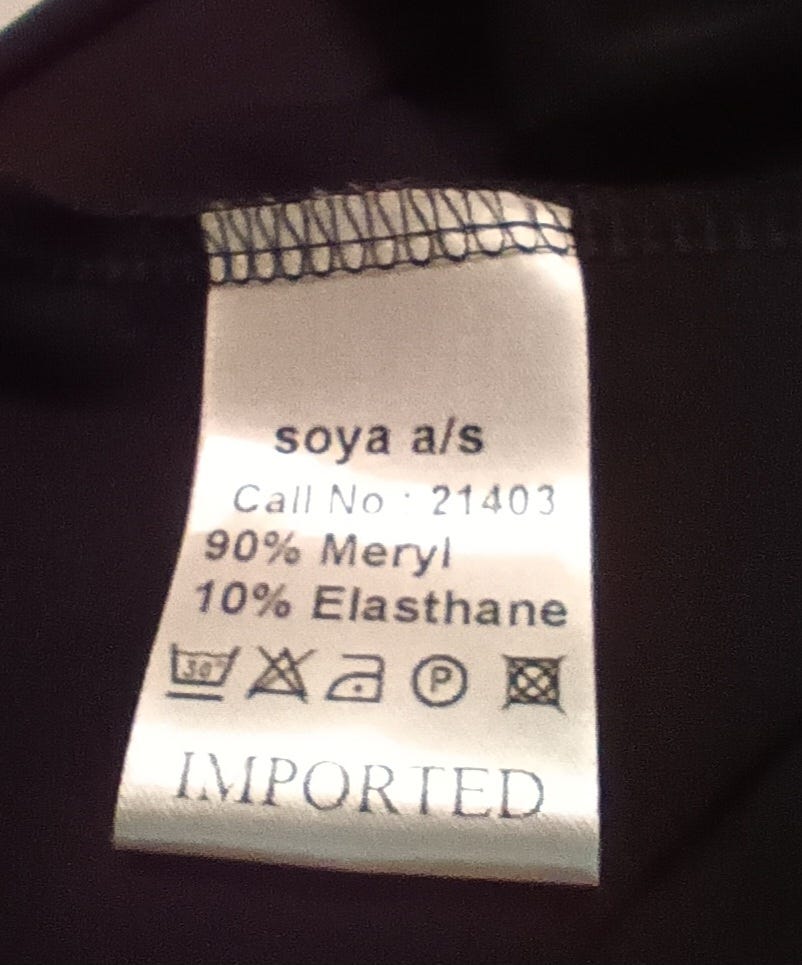 soya a/s
Call No : 21403
90% Meryl
10% Elasthane
30°
P
IMPORTED